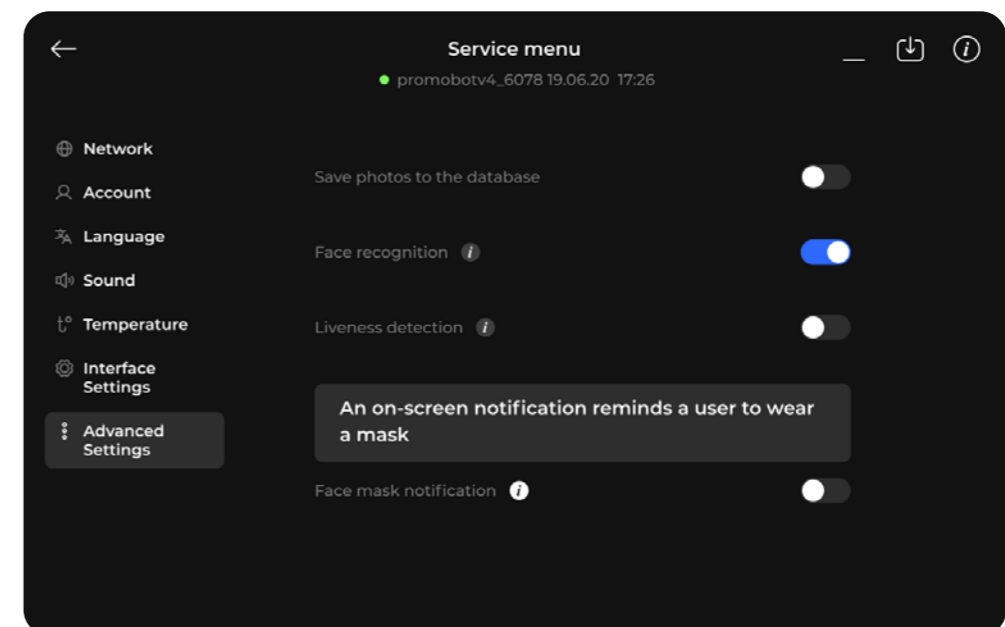 Service menu
promobotv4_6078 19.06.20 17:26
Network
Account
Language
Sound
t° Temperature
Interface
Settings
Advanced
Settings
Save photos to the database
Face recognition i
Liveness detection i
An on-screen notification reminds a user to wear
a mask
Face mask notification i